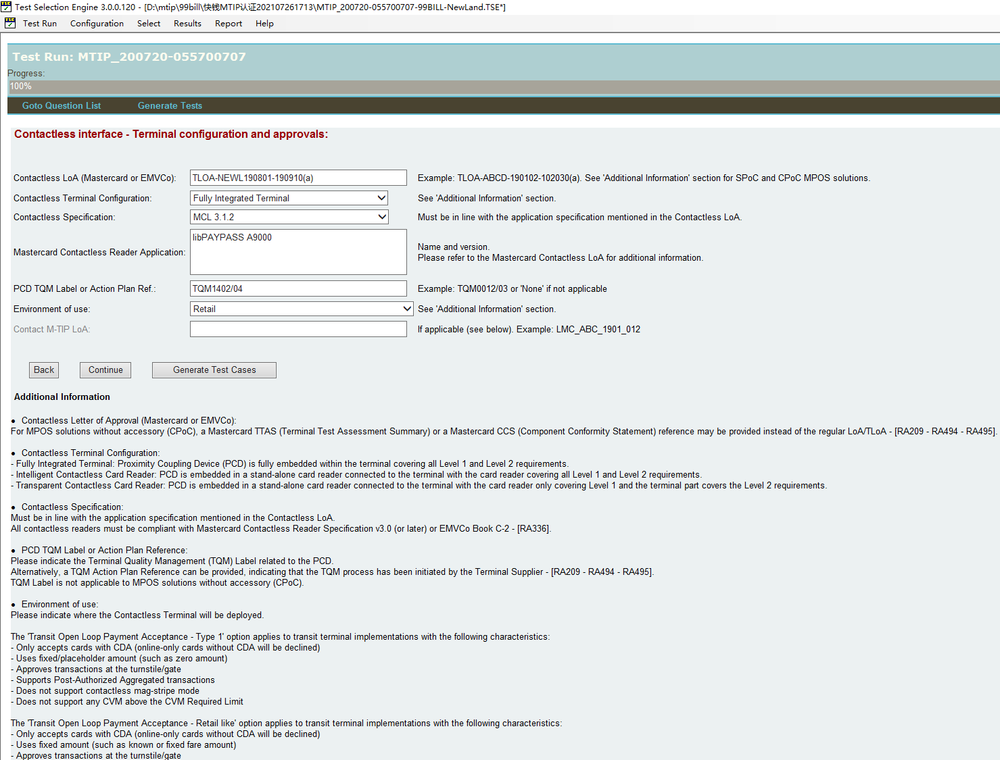 Test Selection Engine 3.0.0.120 - [D:\mtip\99bill\快钱MTIP认证202107261713\MTIP_200720-055700707-99BILL-NewLand.TSE*]
Test Run Configuration Select Results Report Help
Test Run: MTIP_200720-055700707
Progress:
100%
Goto Question List Generate Tests
Contactless interface - Terminal configuration and approvals:
Contactless LoA (Mastercard or EMVCo): TLOA-NEWL190801-190910(a) Example: TLOA-ABCD-190102-102030(a). See 'Additional Information' section for SPoC and CPoC MPOS solutions.
Contactless Terminal Configuration: Fully Integrated Terminal See 'Additional Information' section.
Contactless Specification: MCL 3.1.2 Must be in line with the application specification mentioned in the Contactless LoA.
libPAYPASS A9000
Mastercard Contactless Reader Application: Name and version.
Please refer to the Mastercard Contactless LoA for additional information.
PCD TQM Label or Action Plan Ref.: TQM1402/04 Example: TQM0012/03 or 'None' if not applicable
Environment of use: Retail See 'Additional Information' section.
Contact M-TIP LoA: If applicable (see below). Example: LMC_ABC_1901_012
Back Continue Generate Test Cases
Additional Information
● Contactless Letter of Approval (Mastercard or EMVCo):
For MPOS solutions without accessory (CPoC), a Mastercard TTAS (Terminal Test Assessment Summary) or a Mastercard CCS (Component Conformity Statement) reference may be provided instead of the regular LoA/TLoA - [RA209 - RA494 - RA495].
● Contactless Terminal Configuration:
- Fully Integrated Terminal: Proximity Coupling Device (PCD) is fully embedded within the terminal covering all Level 1 and Level 2 requirements.
- Intelligent Contactless Card Reader: PCD is embedded in a stand-alone card reader connected to the terminal with the card reader covering all Level 1 and Level 2 requirements.
- Transparent Contactless Card Reader: PCD is embedded in a stand-alone card reader connected to the terminal with the card reader only covering Level 1 and the terminal part covers the Level 2 requirements.
● Contactless Specification:
Must be in line with the application specification mentioned in the Contactless LoA.
All contactless readers must be compliant with Mastercard Contactless Reader Specification v3.0 (or later) or EMVCo Book C-2 - [RA336].
● PCD TQM Label or Action Plan Reference:
Please indicate the Terminal Quality Management (TQM) Label related to the PCD.
Alternatively, a TQM Action Plan Reference can be provided, indicating that the TQM process has been initiated by the Terminal Supplier - [RA209 - RA494 - RA495].
TQM Label is not applicable to MPOS solutions without accessory (CPoC).
● Environment of use:
Please indicate where the Contactless Terminal will be deployed.
The 'Transit Open Loop Payment Acceptance - Type 1' option applies to transit terminal implementations with the following characteristics:
- Only accepts cards with CDA (online-only cards without CDA will be declined)
- Uses fixed/placeholder amount (such as zero amount)
- Approves transactions at the turnstile/gate
- Supports Post-Authorized Aggregated transactions
- Does not support contactless mag-stripe mode
- Does not support any CVM above the CVM Required Limit
The 'Transit Open Loop Payment Acceptance - Retail like' option applies to transit terminal implementations with the following characteristics:
- Only accepts cards with CDA (online-only cards without CDA will be declined)
- Uses fixed amount (such as known or fixed fare amount)
- Approves transactions at the turnstile/gate